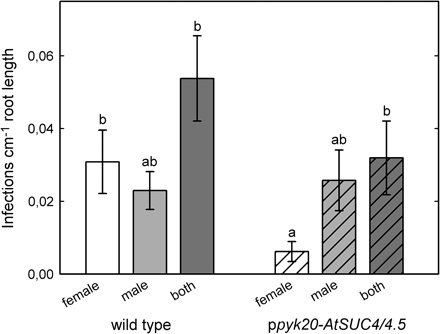 Infections cm⁻¹ root length
0,06
0,04
0,02
0,00
b
ab
b
a
ab
b
female
male
both
female
male
both
wild type
ppyk20-AtSUC4/4.5